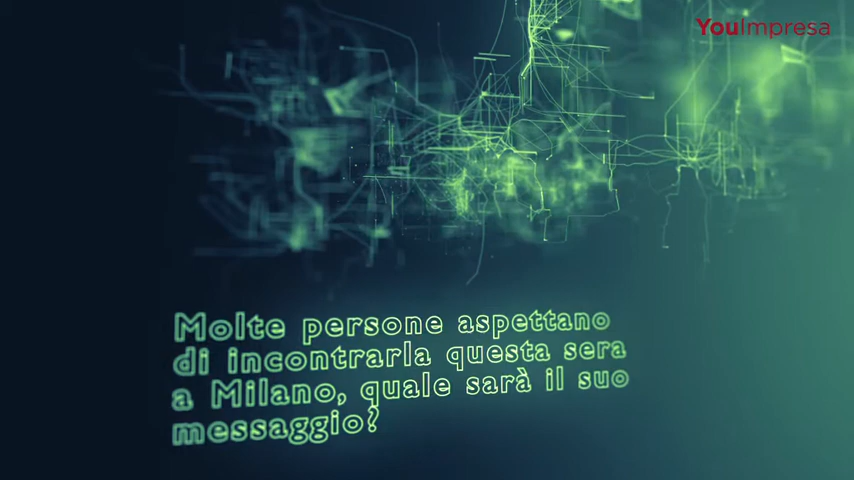 YouImpresa
Molte persone aspettano
di incontrarla questa sera
a Milano, quale sarà il suo
messaggio?